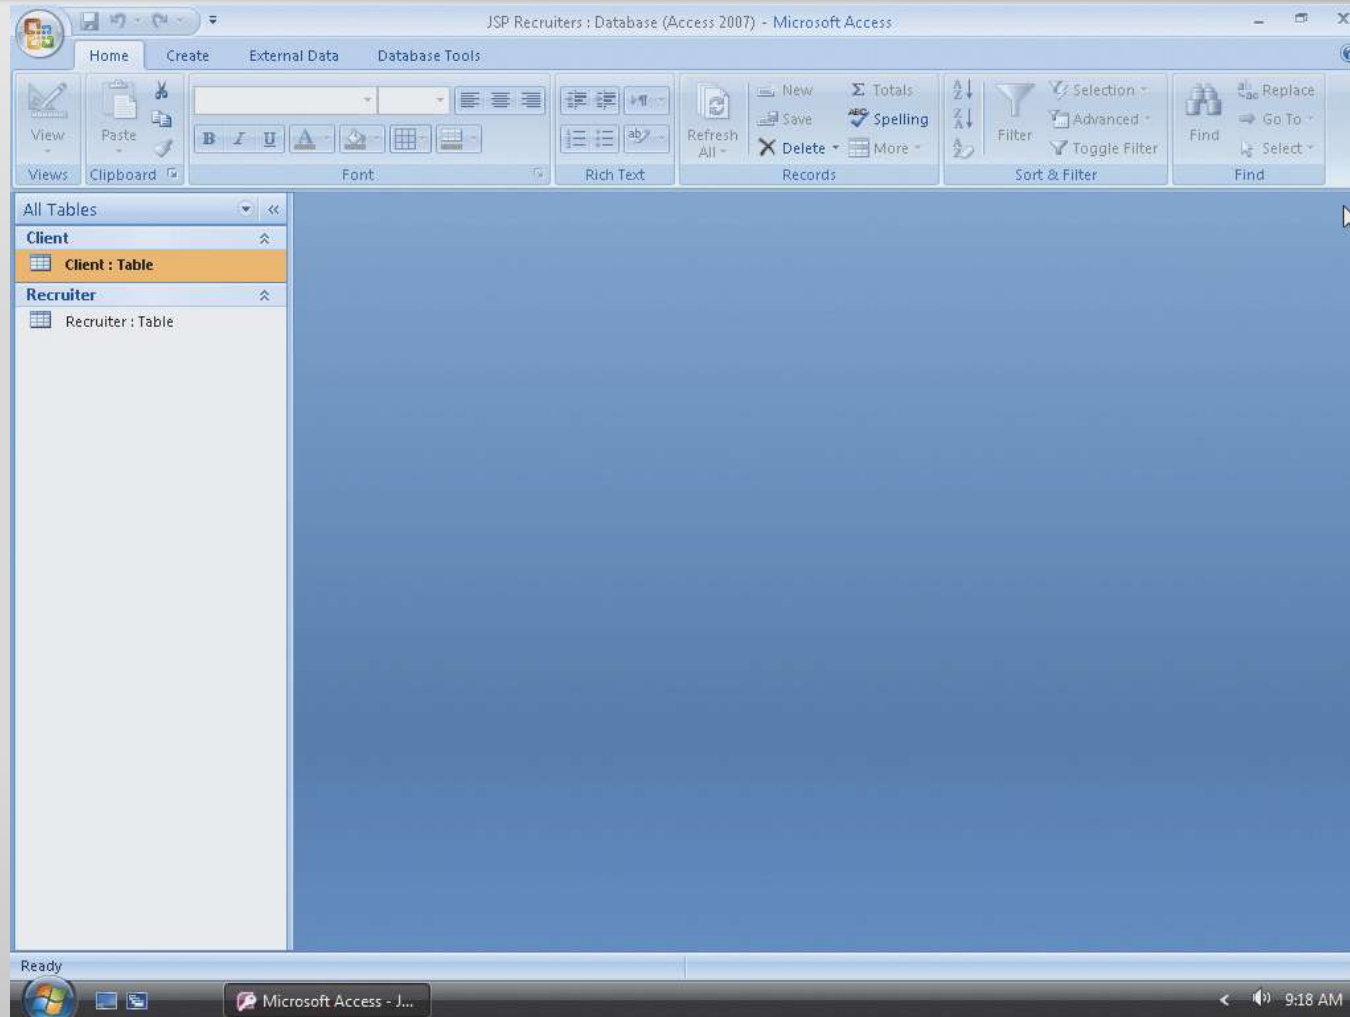 JSP Recruiters : Database (Access 2007) - Microsoft Access
Home Create External Data Database Tools
View
Paste
B I U A
ab
Refresh All
New
Save
Delete
Σ Totals
Spelling
More
Filter
Selection
Advanced
Toggle Filter
Find
Replace
Go To
Select
Views Clipboard Font Rich Text Records Sort & Filter Find
All Tables
Client
Client : Table
Recruiter
Recruiter : Table
Ready
Microsoft Access - J...
9:18 AM